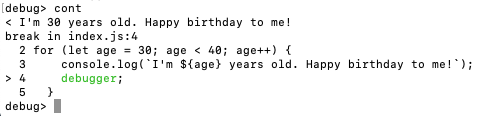 [debug> cont
< I'm 30 years old. Happy birthday to me!
break in index.js:4
  2 for (let age = 30; age < 40; age++) {
  3     console.log(`I'm ${age} years old. Happy birthday to me!`);
> 4     debugger;
  5   }
debug>